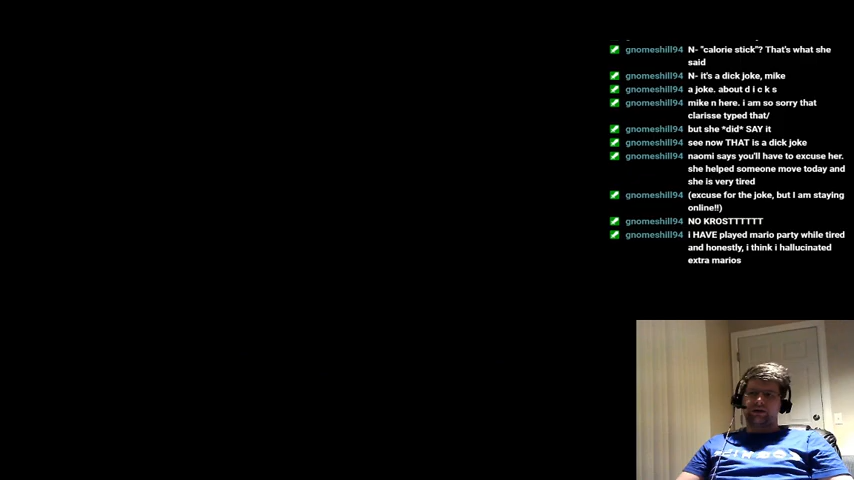 gnomeshill94 N- "calorie stick"? That's what she
said
gnomeshill94 N- it's a dick joke, mike
gnomeshill94 a joke. about d i c k s
gnomeshill94 mike n here. i am so sorry that
clarisse typed that/
gnomeshill94 but she *did* SAY it
gnomeshill94 see now THAT is a dick joke
gnomeshill94 naomi says you'll have to excuse her.
she helped someone move today and
she is very tired
gnomeshill94 (excuse for the joke, but I am staying
online!!)
gnomeshill94 NO KROSTTTTTT
gnomeshill94 i HAVE played mario party while tired
and honestly, i think i hallucinated
extra marios